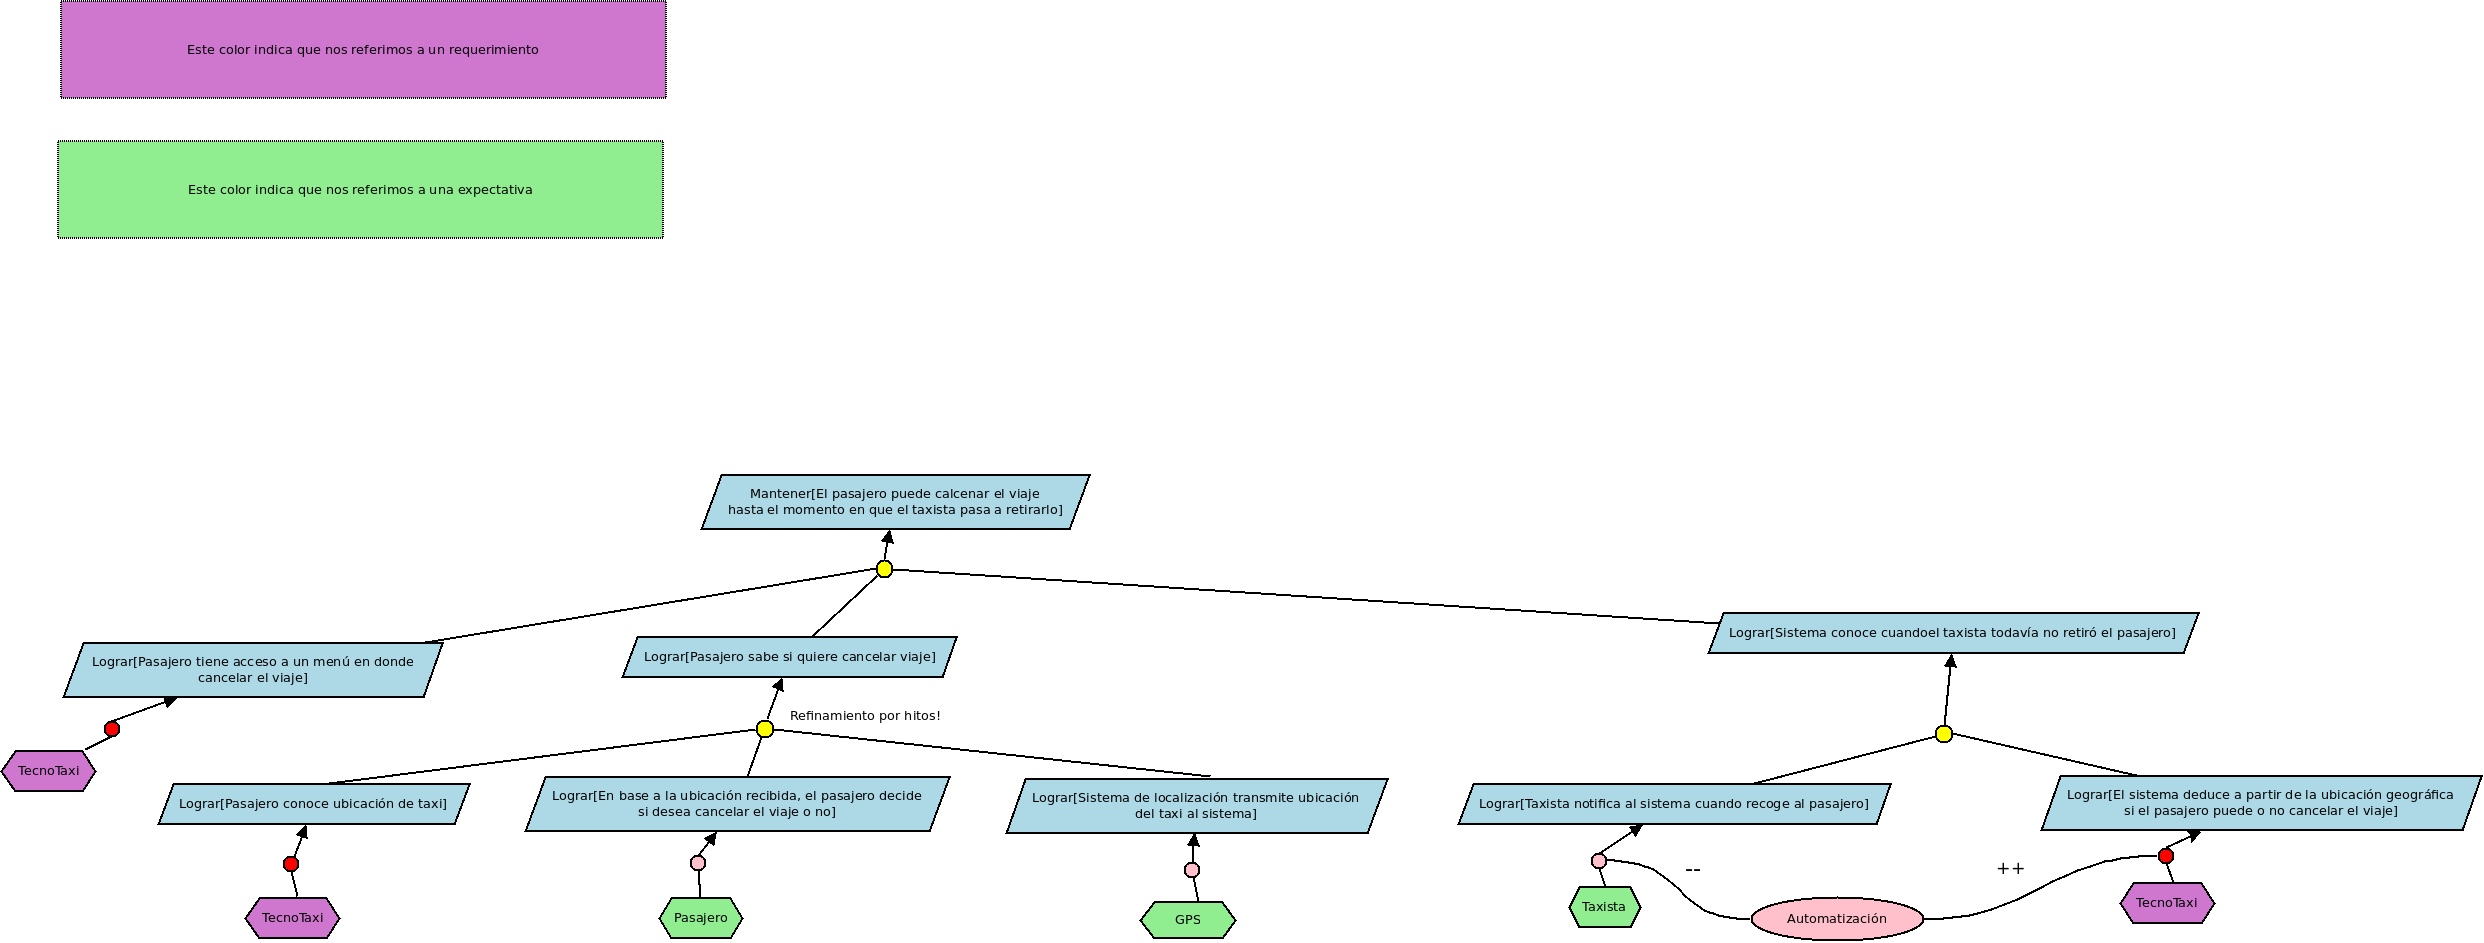 Este color indica que nos referimos a un requerimiento
Este color indica que nos referimos a una expectativa
Mantener[El pasajero puede calcenar el viaje
hasta el momento en que el taxista pasa a retirarlo]
Lograr[Pasajero tiene acceso a un menú en donde
cancelar el viaje]
Lograr[Pasajero sabe si quiere cancelar viaje]
Lograr[Sistema conoce cuandoel taxista todavía no retiró el pasajero]
Refinamiento por hitos!
TecnoTaxi
Lograr[Pasajero conoce ubicación de taxi]
Lograr[En base a la ubicación recibida, el pasajero decide
si desea cancelar el viaje o no]
Lograr[Sistema de localización transmite ubicación
del taxi al sistema]
Lograr[Taxista notifica al sistema cuando recoge al pasajero]
Lograr[El sistema deduce a partir de la ubicación geográfica
si el pasajero puede o no cancelar el viaje]
--
++
TecnoTaxi
Pasajero
GPS
Taxista
Automatización
TecnoTaxi